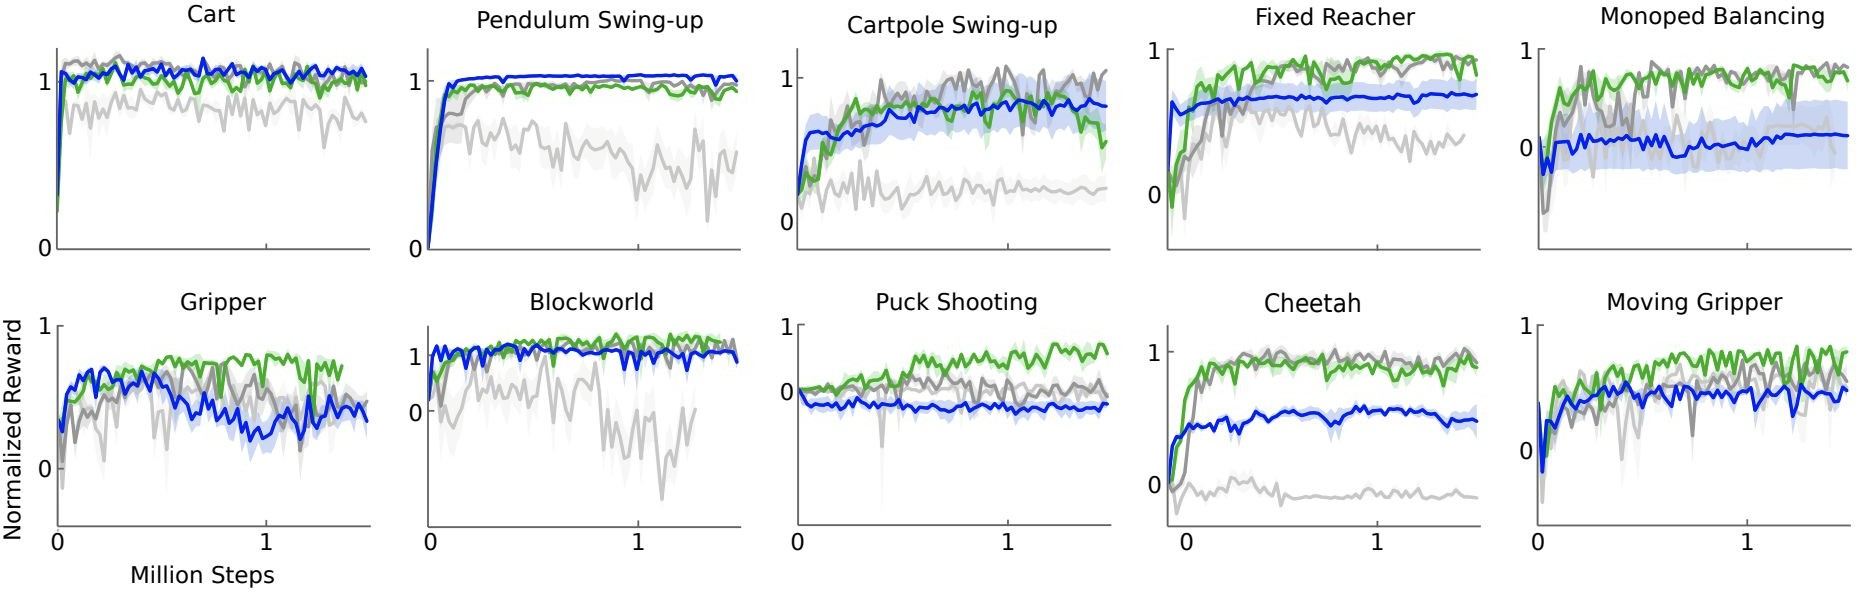 Cart
Pendulum Swing-up
Cartpole Swing-up
Fixed Reacher
Monoped Balancing
1
0
1
0
1
0
1
0
1
0
Gripper
Blockworld
Puck Shooting
Cheetah
Moving Gripper
Normalized Reward
1
0
0
1
1
0
0
1
1
0
0
1
1
0
0
1
1
0
0
1
Million Steps